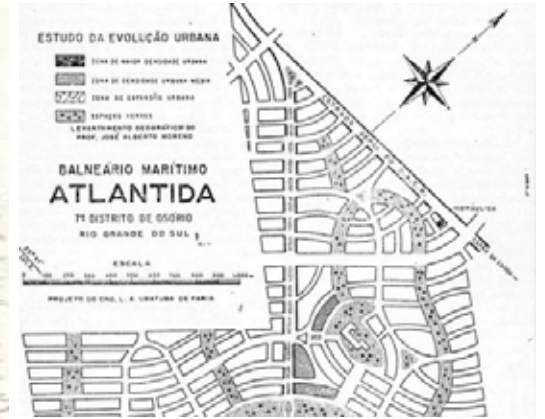 ESTUDO DA EVOLUÇÃO URBANA
ZONA DE MAIOR DENSIDADE URBANA
ZONA DE DENSIDADE URBANA MEDIA
ZONA DE EXTENSÃO URBANA
ESPAÇOS VERDES
LEVANTAMENTO GEOGRÁFICO DO
PROF. JOSÉ ALBERTO MORENO
BALNEÁRIO MARÍTIMO
ATLANTIDA
7º DISTRITO DE OSÓRIO
RIO GRANDE DO SUL
ESCALA
PROJETO DO ENG. L. A. UBATUBA DE FARIA
HIDRÁULICA